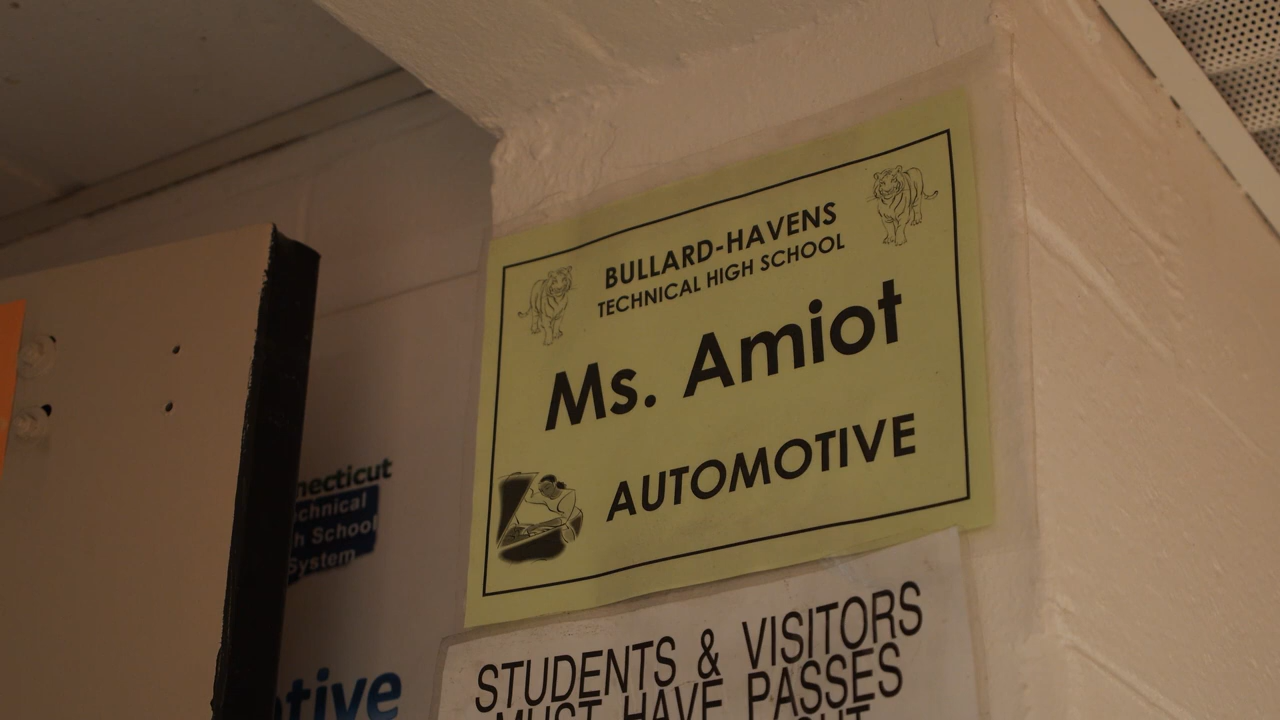 BULLARD-HAVENS
TECHNICAL HIGH SCHOOL
Ms. Amiot
AUTOMOTIVE
necticut
chnical
h School
System
tive
STUDENTS & VISITORS
MUST HAVE PASSES